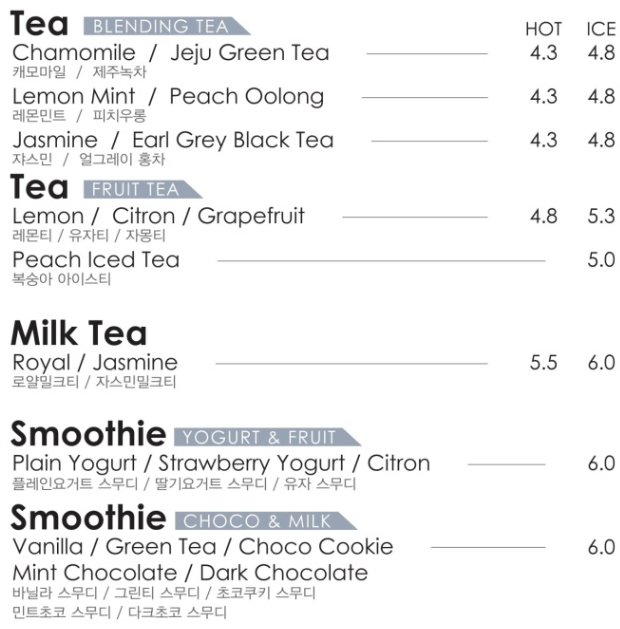 Tea BLENDING TEA HOT ICE
Chamomile / Jeju Green Tea 4.3 4.8
캐모마일 / 제주녹차
Lemon Mint / Peach Oolong 4.3 4.8
레몬민트 / 피치우롱
Jasmine / Earl Grey Black Tea 4.3 4.8
쟈스민 / 얼그레이 홍차
Tea FRUIT TEA
Lemon / Citron / Grapefruit 4.8 5.3
레몬티 / 유자티 / 자몽티
Peach Iced Tea 5.0
복숭아 아이스티
Milk Tea
Royal / Jasmine 5.5 6.0
로얄밀크티 / 자스민밀크티
Smoothie YOGURT & FRUIT
Plain Yogurt / Strawberry Yogurt / Citron 6.0
플레인요거트 스무디 / 딸기요거트 스무디 / 유자 스무디
Smoothie CHOCO & MILK
Vanilla / Green Tea / Choco Cookie 6.0
Mint Chocolate / Dark Chocolate
바닐라 스무디 / 그린티 스무디 / 초코쿠키 스무디
민트초코 스무디 / 다크초코 스무디